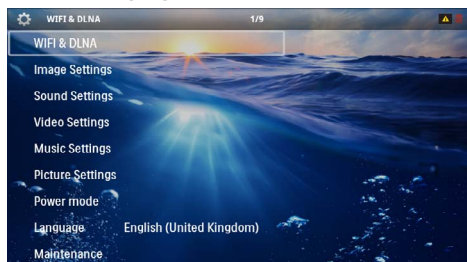 WIFI & DLNA 1/9
WIFI & DLNA
Image Settings
Sound Settings
Video Settings
Music Settings
Picture Settings
Power mode
Language English (United Kingdom)
Maintenance